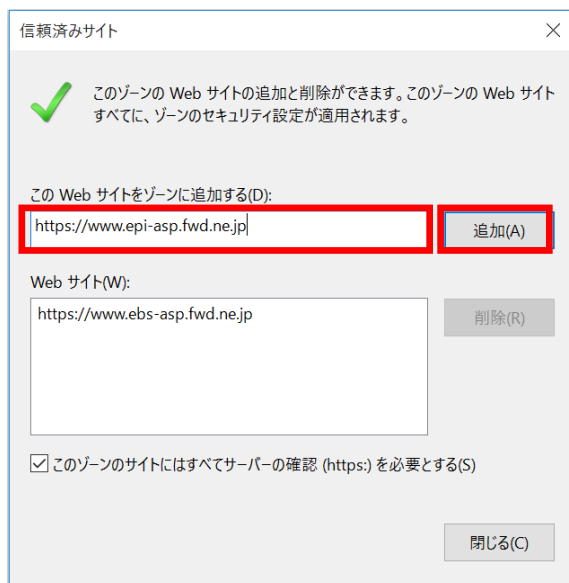 信頼済みサイト
このゾーンの Web サイトの追加と削除ができます。このゾーンの Web サイト
すべてに、ゾーンのセキュリティ設定が適用されます。
この Web サイトをゾーンに追加する(D):
https://www.epi-asp.fwd.ne.jp
追加(A)
Web サイト(W):
https://www.ebs-asp.fwd.ne.jp
削除(R)
このゾーンのサイトにはすべてサーバーの確認 (https:) を必要とする(S)
閉じる(C)